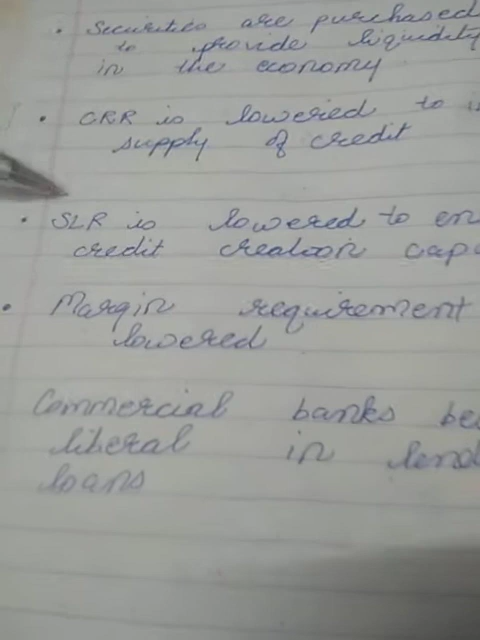 • Securities are purchased
to provide liquidity
in the economy
• CRR is lowered to
supply of credit
• SLR is lowered to
credit creation
• Margin requirement
lowered
Commercial banks
liberal in
loans